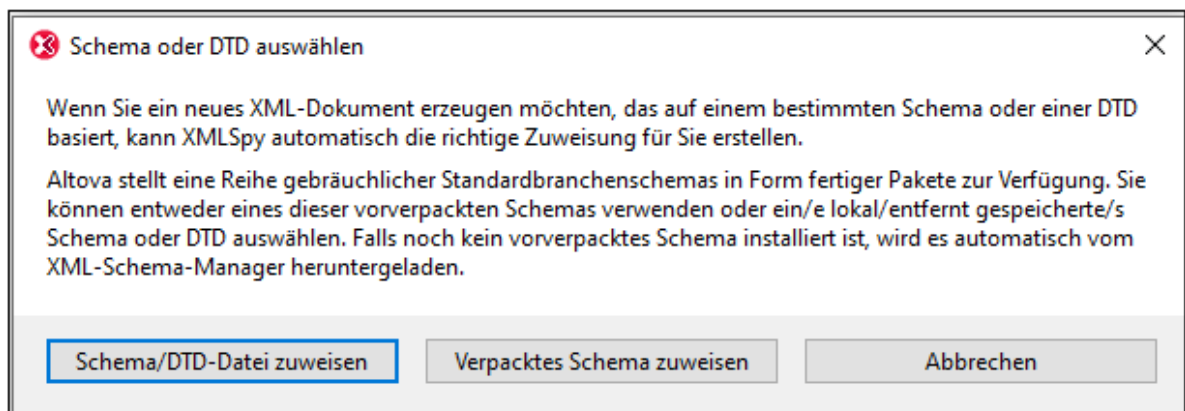 Schema oder DTD auswählen
Wenn Sie ein neues XML-Dokument erzeugen möchten, das auf einem bestimmten Schema oder einer DTD
basiert, kann XMLSpy automatisch die richtige Zuweisung für Sie erstellen.
Altova stellt eine Reihe gebräuchlicher Standardbranchenschemas in Form fertiger Pakete zur Verfügung. Sie
können entweder eines dieser vorverpackten Schemas verwenden oder ein/e lokal/entfernt gespeicherte/s
Schema oder DTD auswählen. Falls noch kein vorverpacktes Schema installiert ist, wird es automatisch vom
XML-Schema-Manager heruntergeladen.
Schema/DTD-Datei zuweisen Verpacktes Schema zuweisen Abbrechen